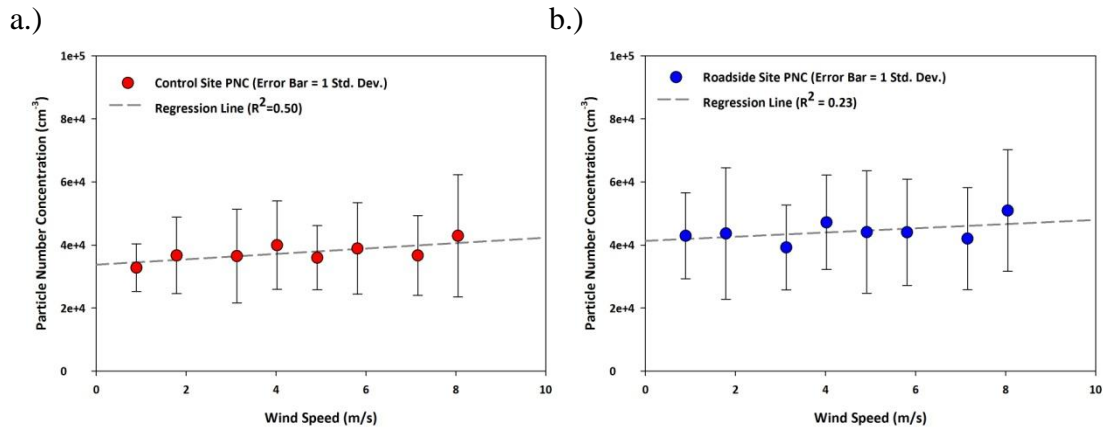 a.)
b.)
1e+5
8e+4
6e+4
4e+4
2e+4
0
Particle Number Concentration (cm-3)
Control Site PNC (Error Bar = 1 Std. Dev.)
Regression Line (R2=0.50)
0 2 4 6 8 10
Wind Speed (m/s)
1e+5
8e+4
6e+4
4e+4
2e+4
0
Particle Number Concentration (cm-3)
Roadside Site PNC (Error Bar = 1 Std. Dev.)
Regression Line (R2 = 0.23)
0 2 4 6 8 10
Wind Speed (m/s)